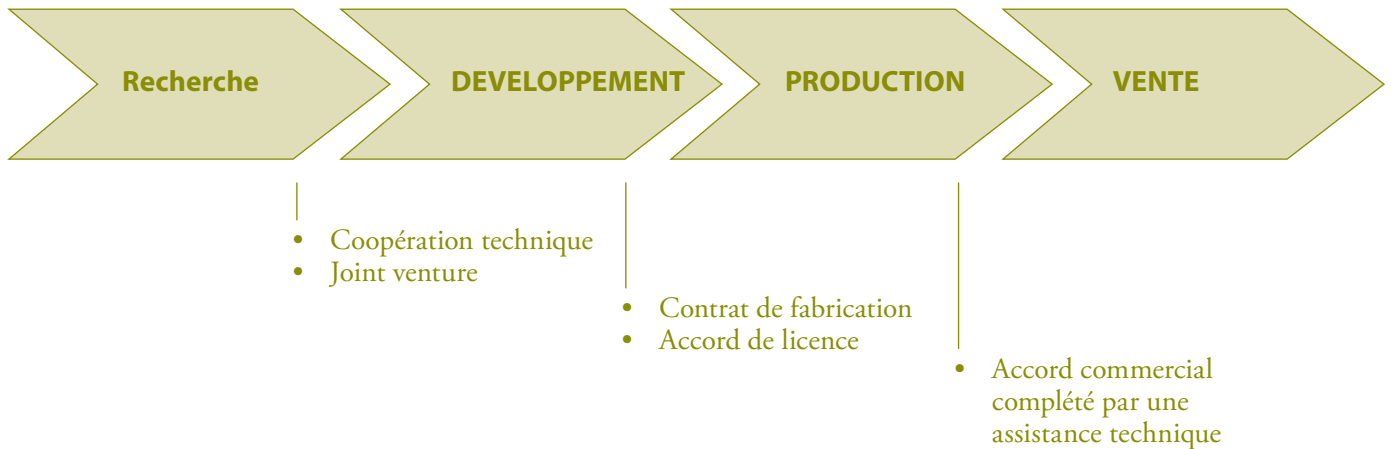 Recherche
DEVELOPPEMENT
PRODUCTION
VENTE
• Coopération technique
• Joint venture
• Contrat de fabrication
• Accord de licence
• Accord commercial
complété par une
assistance technique